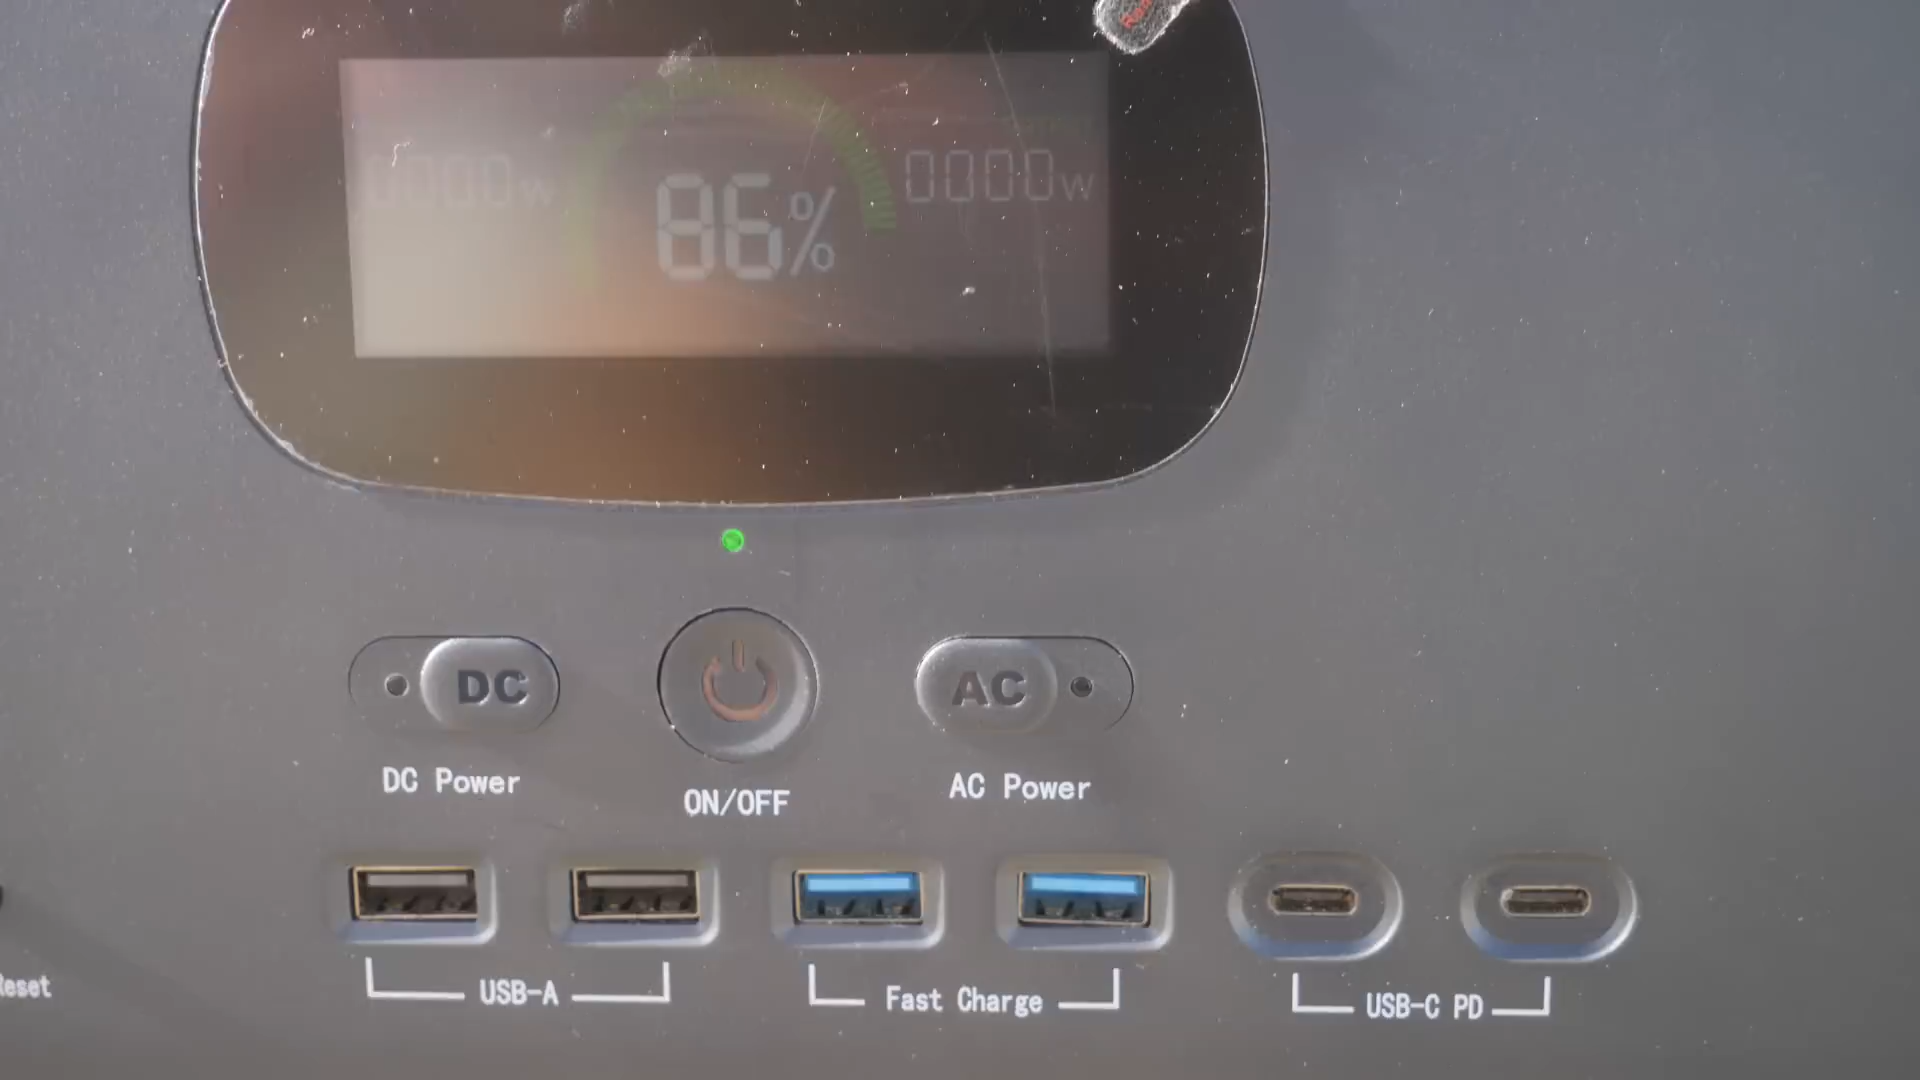 0000W
86%
0000W
DC
AC
DC Power
ON/OFF
AC Power
Reset
USB-A
Fast Charge
USB-C PD